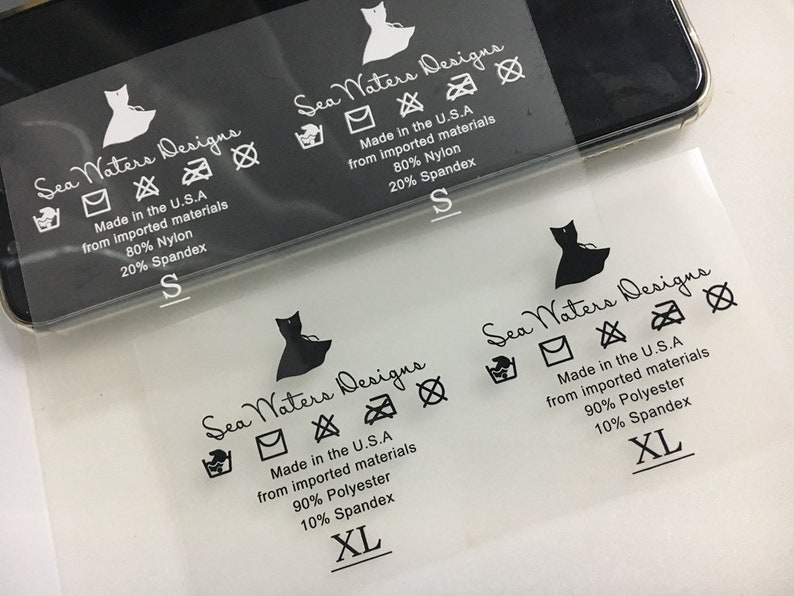 Sea Waters Designs
Made in the U.S.A
from imported materials
80% Nylon
20% Spandex
S
Sea Waters Designs
Made in the U.S.A
from imported materials
80% Nylon
20% Spandex
S
Sea Waters Designs
Made in the U.S.A
from imported materials
90% Polyester
10% Spandex
XL
Sea Waters Designs
Made in the U.S.A
from imported materials
90% Polyester
10% Spandex
XL